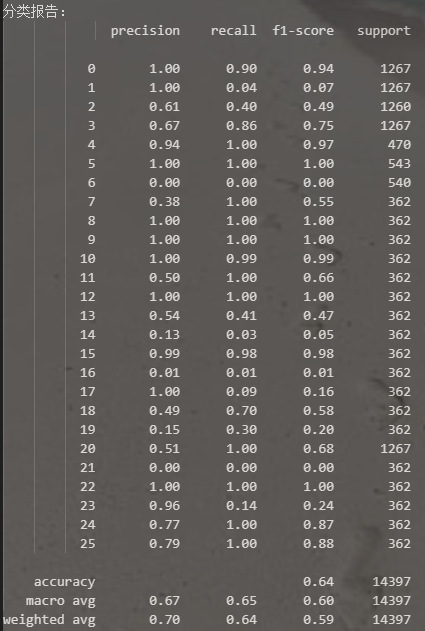 分类报告：
precision recall f1-score support
0 1.00 0.90 0.94 1267
1 1.00 0.04 0.07 1267
2 0.61 0.40 0.49 1260
3 0.67 0.86 0.75 1267
4 0.94 1.00 0.97 470
5 1.00 1.00 1.00 543
6 0.00 0.00 0.00 540
7 0.38 1.00 0.55 362
8 1.00 1.00 1.00 362
9 1.00 1.00 1.00 362
10 1.00 0.99 0.99 362
11 0.50 1.00 0.66 362
12 1.00 1.00 1.00 362
13 0.54 0.41 0.47 362
14 0.13 0.03 0.05 362
15 0.99 0.98 0.98 362
16 0.01 0.01 0.01 362
17 1.00 0.09 0.16 362
18 0.49 0.70 0.58 362
19 0.15 0.30 0.20 362
20 0.51 1.00 0.68 1267
21 0.00 0.00 0.00 362
22 1.00 1.00 1.00 362
23 0.96 0.14 0.24 362
24 0.77 1.00 0.87 362
25 0.79 1.00 0.88 362
accuracy 0.64 14397
macro avg 0.67 0.65 0.60 14397
weighted avg 0.70 0.64 0.59 14397